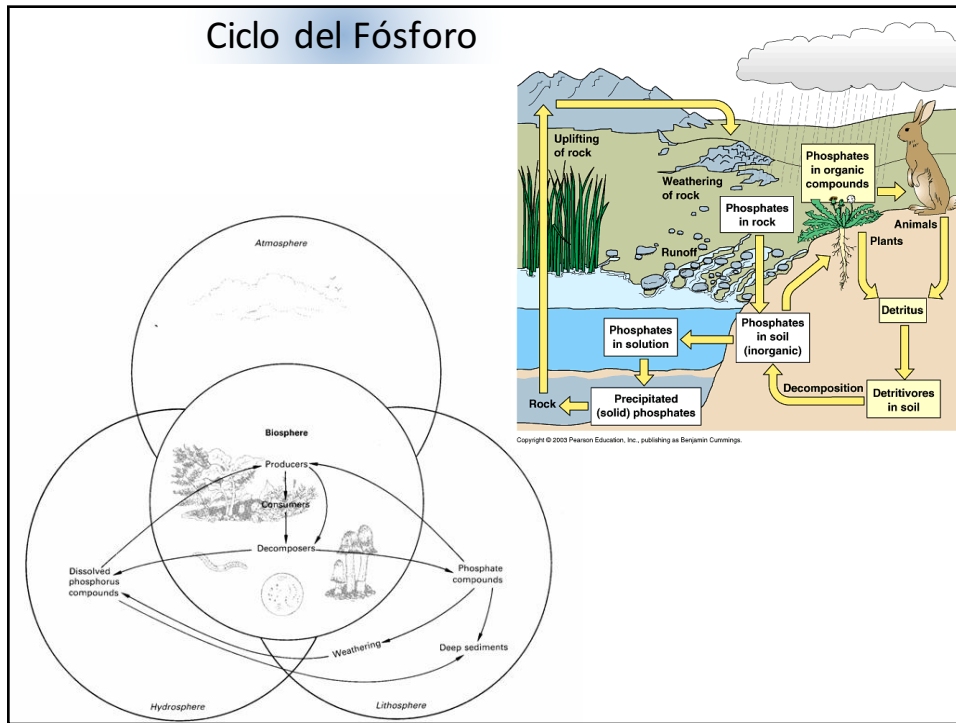 Ciclo del Fósforo
Uplifting
of rock
Weathering
of rock
Phosphates
in organic
compounds
Phosphates
in rock
Animals
Plants
Runoff
Detritus
Phosphates
in solution
Phosphates
in soil
(inorganic)
Decomposition
Detritivores
in soil
Rock
Precipitated
(solid) phosphates
Copyright © 2003 Pearson Education, Inc., publishing as Benjamin Cummings.
Atmosphere
Biosphere
Producers
Consumers
Decomposers
Dissolved
phosphorus
compounds
Phosphate
compounds
Weathering
Deep sediments
Hydrosphere
Lithosphere